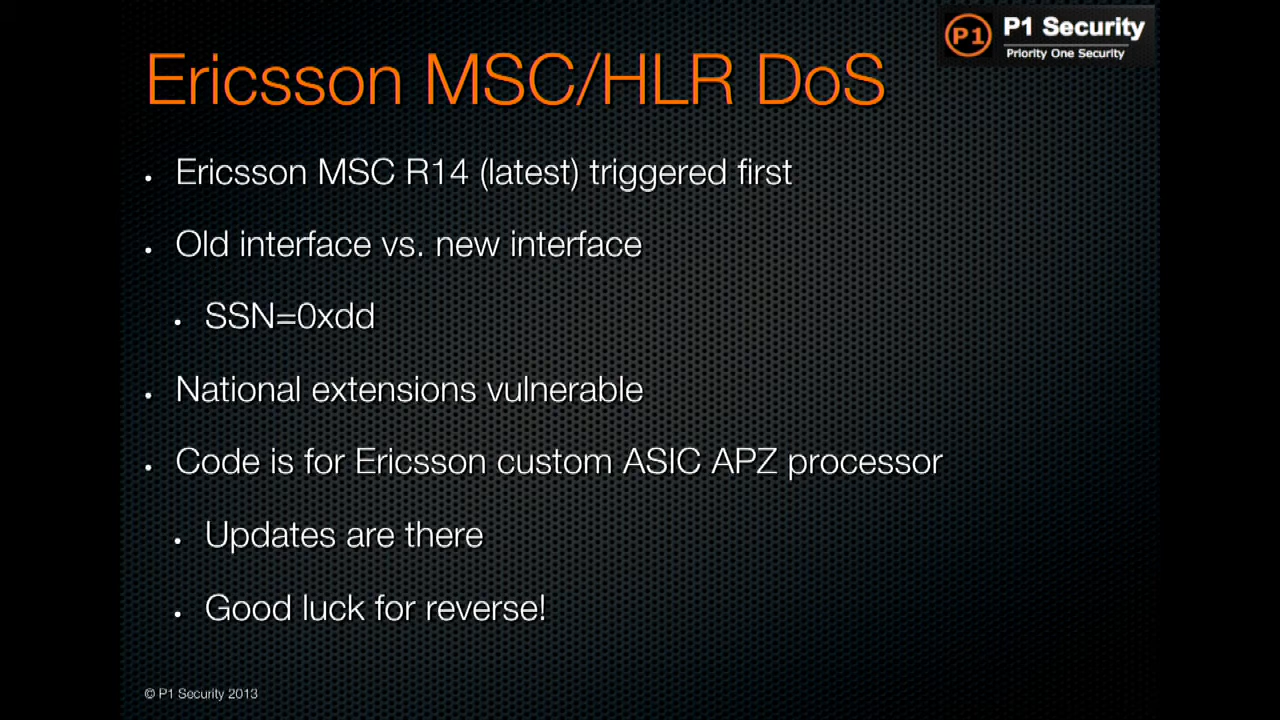 P1 P1 Security
Priority One Security
Ericsson MSC/HLR DoS
• Ericsson MSC R14 (latest) triggered first
• Old interface vs. new interface
• SSN=0xdd
• National extensions vulnerable
• Code is for Ericsson custom ASIC APZ processor
• Updates are there
• Good luck for reverse!
© P1 Security 2013